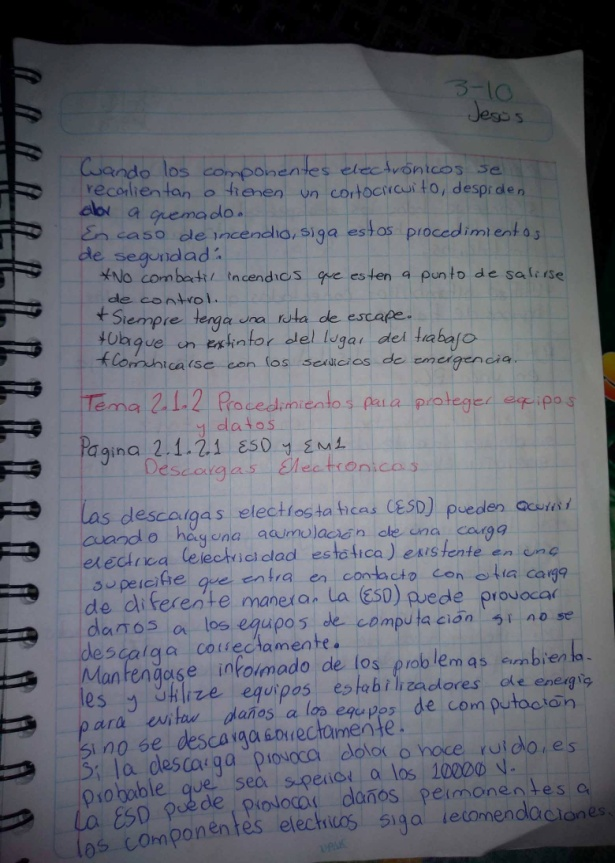 3-10
Jesus
Cuando los componentes electrónicos se
recalientan o tienen un cortocircuito, despiden
olor a quemado.
En caso de incendio, siga estos procedimientos
de seguridad:
*No combatir incendios que esten a punto de salirse
de control.
*Siempre tenga una ruta de escape.
*Ubique un extintor del lugar del trabajo
*Comunicarse con los servicios de emergencia.
Tema 2.1.2 Procedimientos para proteger equipos
y datos
Pagina 2.1.2.1 ESD y EMI
Descargas Electronicas
Las descargas electrostaticas (ESD) pueden ocurrir
cuando hay una acumulación de una carga
eléctrica (electricidad estática) existente en una
supercifie que entra en contacto con otra carga
de diferente manera. La (ESD) puede provocar
daños a los equipos de computación si no se
descarga correctamente.
Mantengase informado de los problemas ambienta-
les y utilize equipos estabilizadores de energia
para evitar daños a los equipos de computación
si no se descarga correctamente.
Si la descarga provoca dolor o hace ruido, es
probable que sea superior a los 10000 V.
La ESD puede provocar daños permanentes a
los componentes electricos siga recomendaciones.